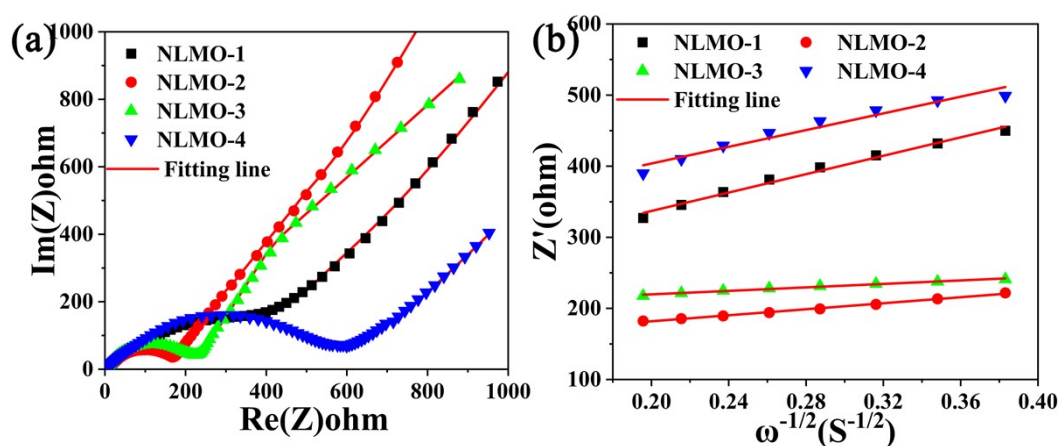 (a)
1000
800
600
400
200
0
Im(Z)ohm
NLMO-1
NLMO-2
NLMO-3
NLMO-4
Fitting line
0 200 400 600 800 1000
Re(Z)ohm
(b)
600
500
400
300
200
100
Z'(ohm)
NLMO-1 NLMO-2
NLMO-3 NLMO-4
Fitting line
0.20 0.24 0.28 0.32 0.36 0.40
ω-1/2(S-1/2)